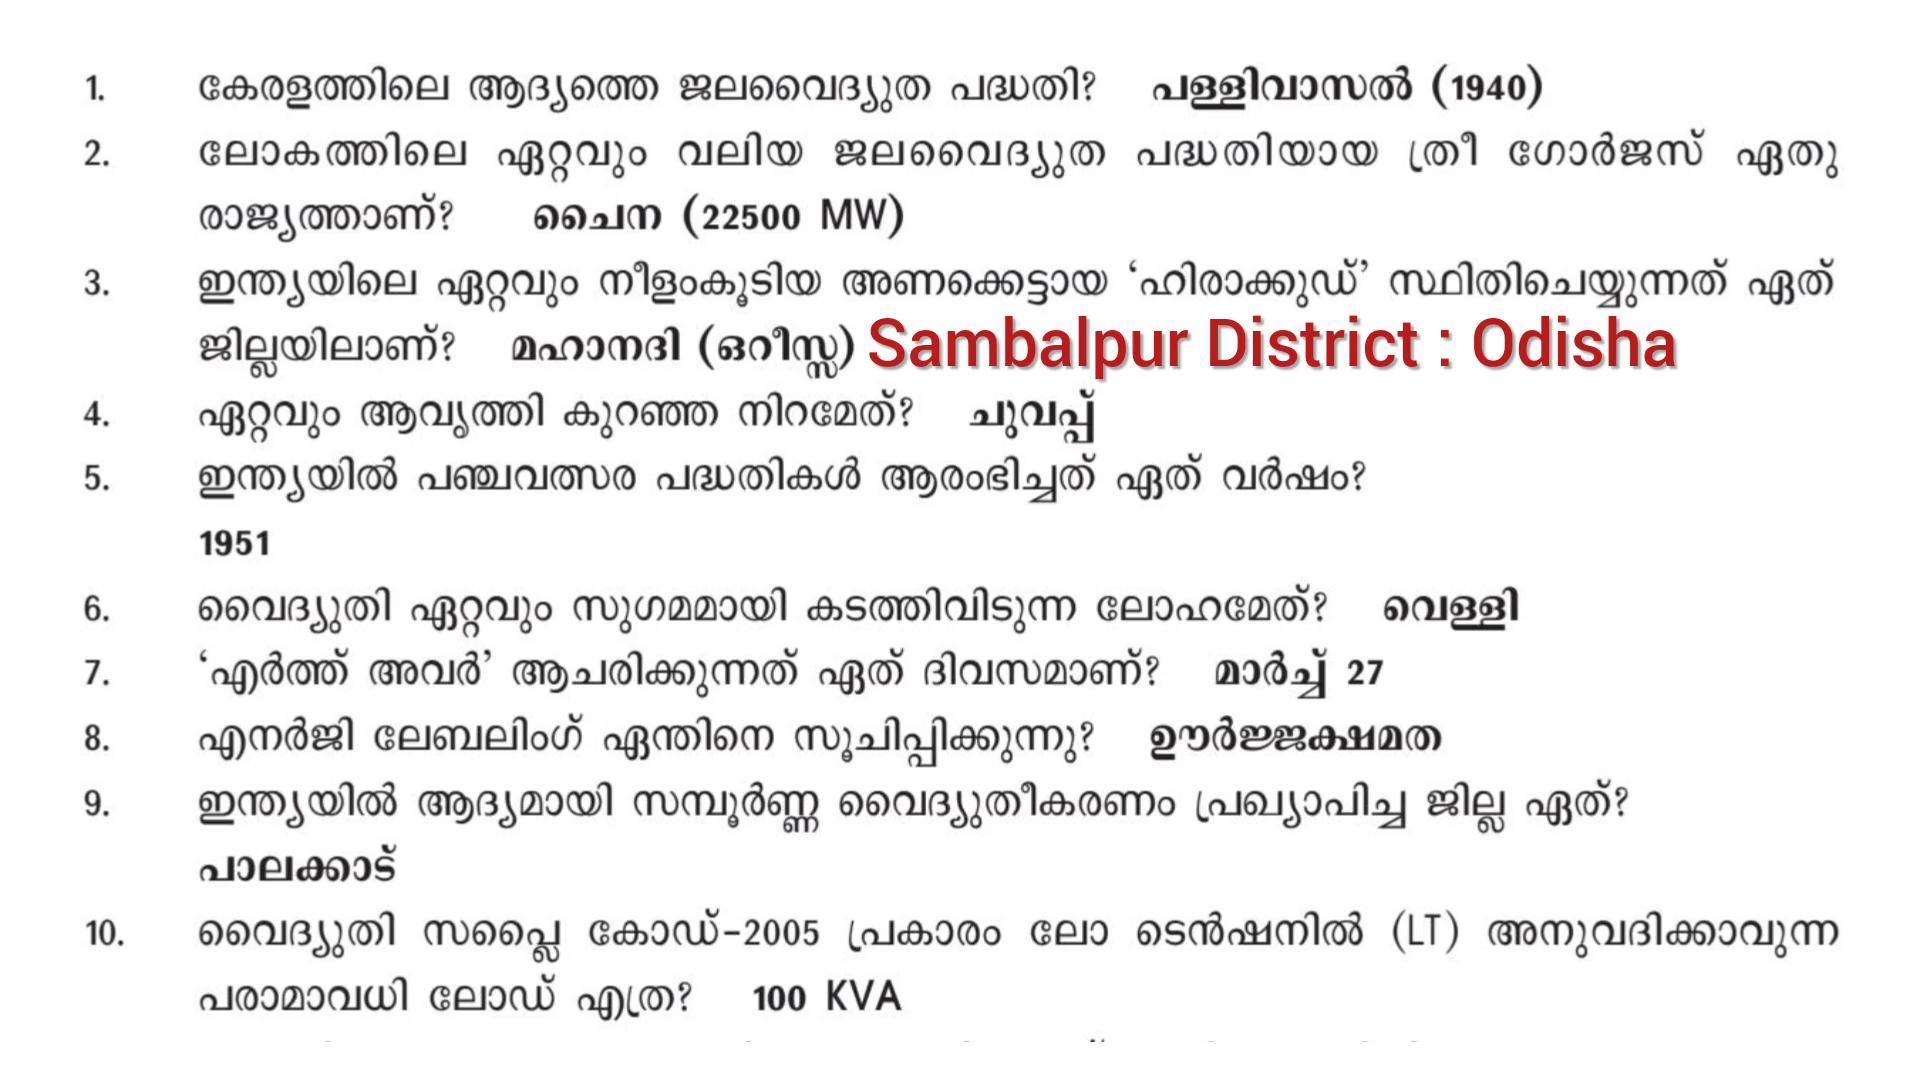 1. കേരളത്തിലെ ആദ്യത്തെ ജലവൈദ്യുത പദ്ധതി? പള്ളിവാസൽ (1940)
2. ലോകത്തിലെ ഏറ്റവും വലിയ ജലവൈദ്യുത പദ്ധതിയായ ത്രീ ഗോർജസ് ഏതു
രാജ്യത്താണ്? ചൈന (22500 MW)
3. ഇന്ത്യയിലെ ഏറ്റവും നീളംകൂടിയ അണക്കെട്ടായ ‘ഹിരാക്കുഡ്’ സ്ഥിതിചെയ്യുന്നത് ഏത്
ജില്ലയിലാണ്? മഹാനദി (ഒറീസ്സ) Sambalpur District : Odisha
4. ഏറ്റവും ആവൃത്തി കുറഞ്ഞ നിറമേത്? ചുവപ്പ്
5. ഇന്ത്യയിൽ പഞ്ചവത്സര പദ്ധതികൾ ആരംഭിച്ചത് ഏത് വർഷം?
1951
6. വൈദ്യുതി ഏറ്റവും സുഗമമായി കടത്തിവിടുന്ന ലോഹമേത്? വെള്ളി
7. ‘എർത്ത് അവർ’ ആചരിക്കുന്നത് ഏത് ദിവസമാണ്? മാർച്ച് 27
8. എനർജി ലേബലിംഗ് ഏന്തിനെ സൂചിപ്പിക്കുന്നു? ഊർജ്ജക്ഷമത
9. ഇന്ത്യയിൽ ആദ്യമായി സമ്പൂർണ്ണ വൈദ്യുതീകരണം പ്രഖ്യാപിച്ച ജില്ല ഏത്?
പാലക്കാട്
10. വൈദ്യുതി സപ്ലൈ കോഡ്-2005 പ്രകാരം ലോ ടെൻഷനിൽ (LT) അനുവദിക്കാവുന്ന
പരാമാവധി ലോഡ് എത്ര? 100 KVA